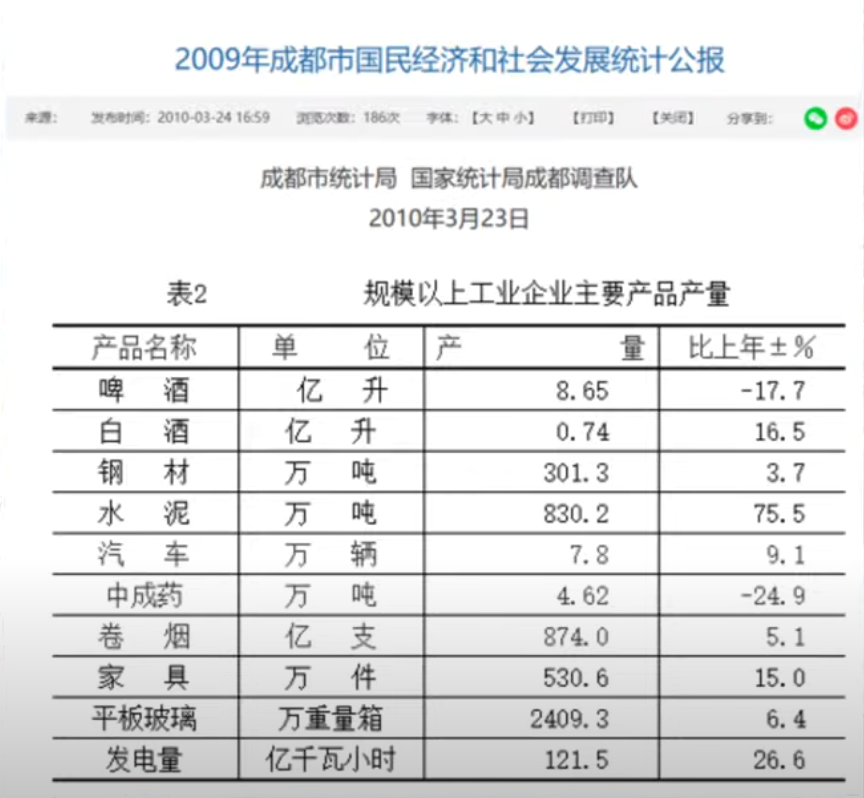 2009年成都市国民经济和社会发展统计公报
来源： 发布时间：2010-03-24 16:59 浏览次数：186次 字体：【大 中 小】 【打印】 【关闭】 分享到：
成都市统计局 国家统计局成都调查队
2010年3月23日
表2 规模以上工业企业主要产品产量
产品名称 单位 产量 比上年±%
啤酒 亿升 8.65 -17.7
白酒 亿升 0.74 16.5
钢材 万吨 301.3 3.7
水泥 万吨 830.2 75.5
汽车 万辆 7.8 9.1
中成药 万吨 4.62 -24.9
卷烟 亿支 874.0 5.1
家具 万件 530.6 15.0
平板玻璃 万重量箱 2409.3 6.4
发电量 亿千瓦小时 121.5 26.6